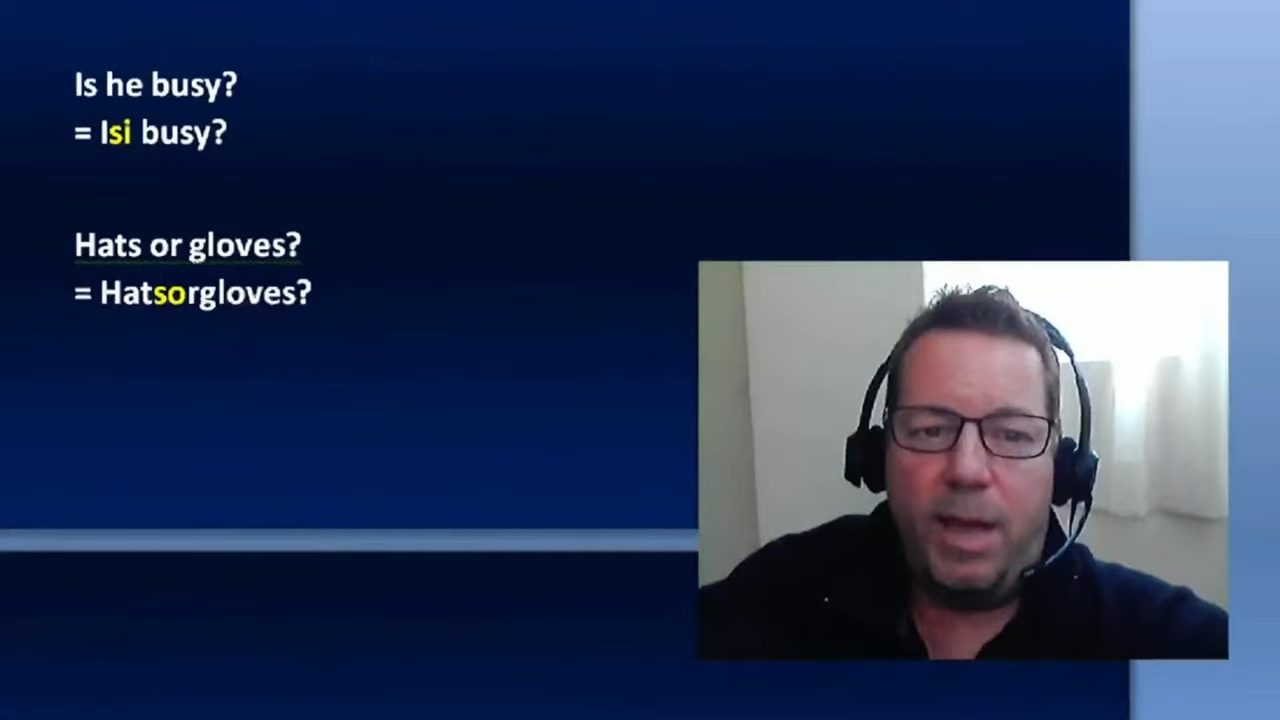 Is he busy?
= Isi busy?
Hats or gloves?
= Hatsorgloves?